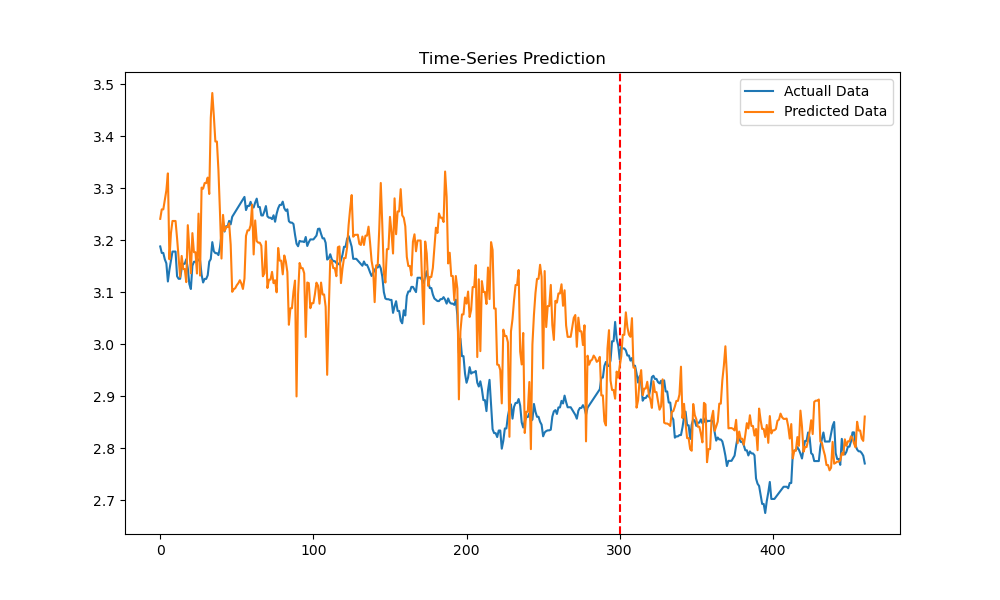 Time-Series Prediction
Actuall Data
Predicted Data
3.5
3.4
3.3
3.2
3.1
3.0
2.9
2.8
2.7
0 100 200 300 400